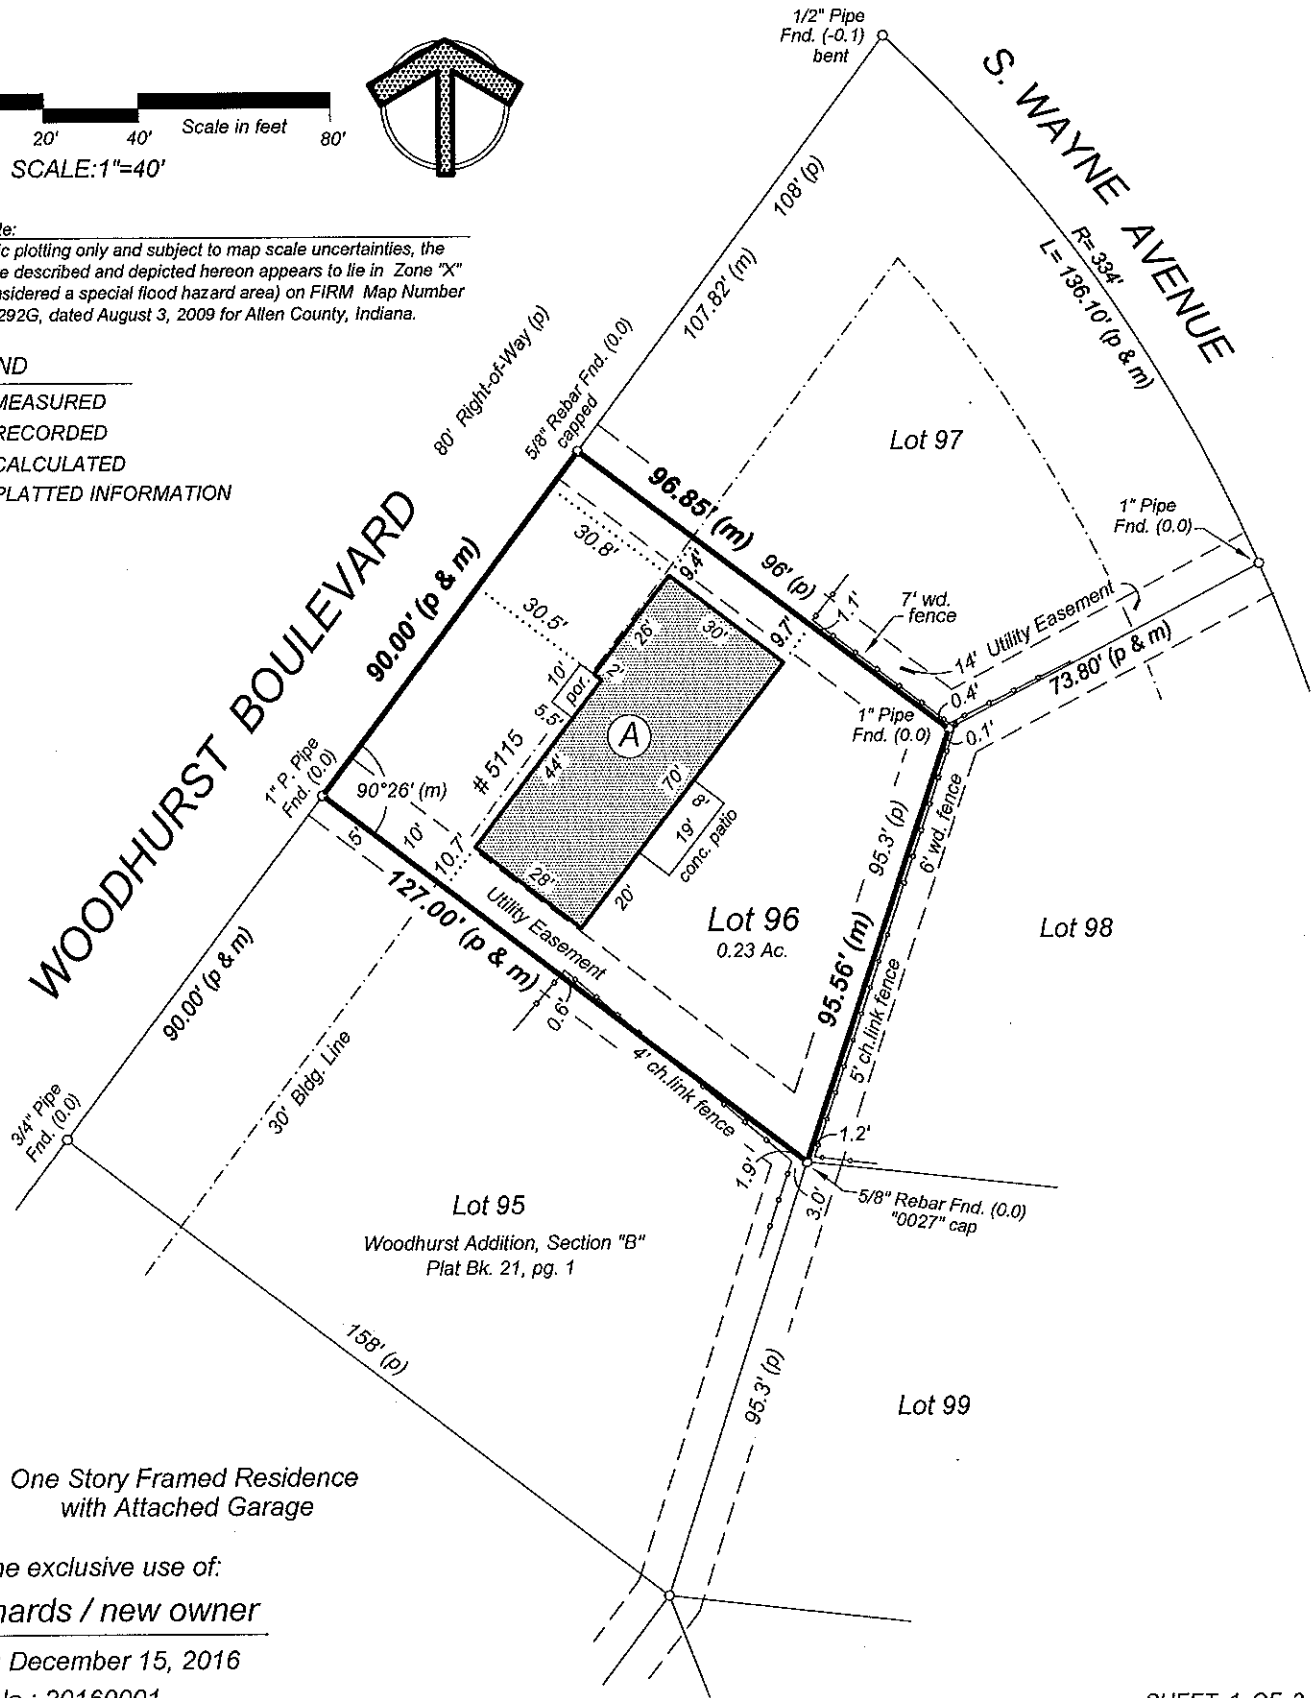 1/2" Pipe
Fnd. (-0.1)
bent
S. WAYNE AVENUE
R= 334'
L= 136.10' (p & m)
20'
40'
Scale in feet
80'
SCALE:1"=40'
ic plotting only and subject to map scale uncertainties, the
e described and depicted hereon appears to lie in Zone "X"
nsidered a special flood hazard area) on FIRM Map Number
292G, dated August 3, 2009 for Allen County, Indiana.
ND
MEASURED
RECORDED
CALCULATED
PLATTED INFORMATION
108' (p)
107.82' (m)
80' Right-of-Way (p)
5/8" Rebar Fnd. (0.0)
capped
Lot 97
1" Pipe
Fnd. (0.0)
WOODHURST BOULEVARD
90.00' (p & m)
96.85' (m)
96' (p)
30.8'
30.5'
9.4'
9.7'
1.1'
7' wd.
fence
14' Utility Easement
73.80' (p & m)
0.4'
0.1'
1" Pipe
Fnd. (0.0)
26'
30'
2'
10'
por.
5.5'
A
# 5115
44'
70'
8'
19'
conc. patio
20'
28'
1" P. Pipe
Fnd. (0.0)
90°26' (m)
5'
10'
10.7'
127.00' (p & m)
Utility Easement
Lot 96
0.23 Ac.
95.3' (p)
95.56' (m)
6' wd. fence
5' ch.link fence
Lot 98
90.00' (p & m)
30' Bldg. Line
0.6'
4' ch.link fence
1.2'
1.9'
3.0'
5/8" Rebar Fnd. (0.0)
"0027" cap
3/4" Pipe
Fnd. (0.0)
Lot 95
Woodhurst Addition, Section "B"
Plat Bk. 21, pg. 1
158' (p)
95.3' (p)
Lot 99
One Story Framed Residence
with Attached Garage
he exclusive use of:
hards / new owner
December 15, 2016